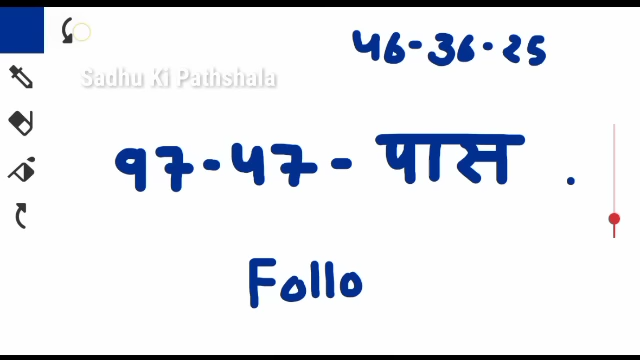 46-36.25
Sadhu Ki Pathshala
97-47- पास .
Follo